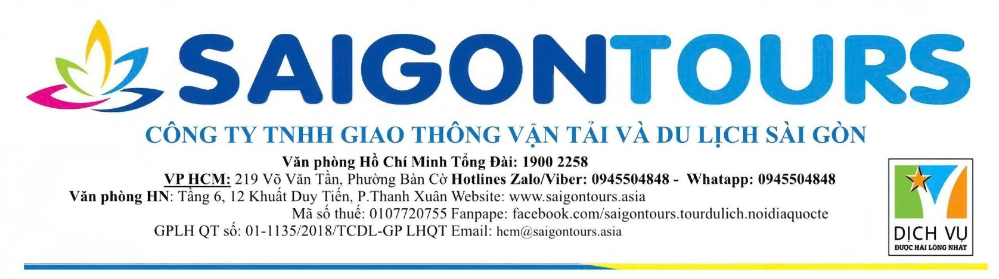 SAIGONTOURS
CÔNG TY TNHH GIAO THÔNG VẬN TẢI VÀ DU LỊCH SÀI GÒN
Văn phòng Hồ Chí Minh Tổng Đài: 1900 2258
VP HCM: 219 Võ Văn Tần, Phường Bàn Cờ Hotlines Zalo/Viber: 0945504848 - Whatapp: 0945504848
Văn phòng HN: Tầng 6, 12 Khuất Duy Tiến, P.Thanh Xuân Website: www.saigontours.asia
Mã số thuế: 0107720755 Fanpape: facebook.com/saigontours.tourdulich.noidiaquocte
GPLH QT số: 01-1135/2018/TCDL-GP LHQT Email: hcm@saigontours.asia
DỊCH VỤ
ĐƯỢC HÀI LÒNG NHẤT